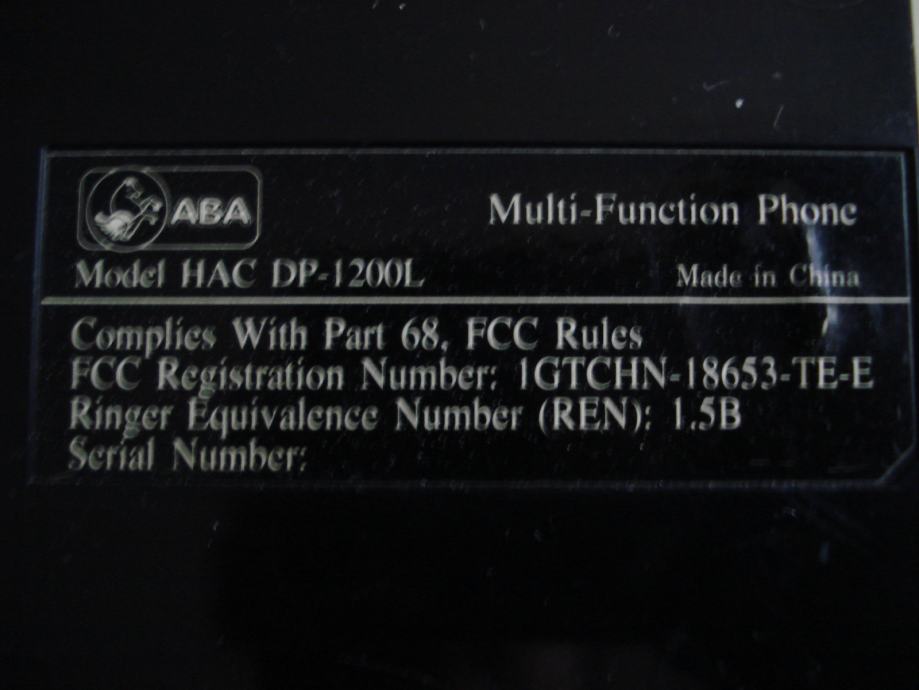 ABA
Multi-Function Phone
Model HAC DP-1200L
Made in China
Complies With Part 68, FCC Rules
FCC Registration Number: 1GTCHN-18653-TE-E
Ringer Equivalence Number (REN): 1.5B
Serial Number: